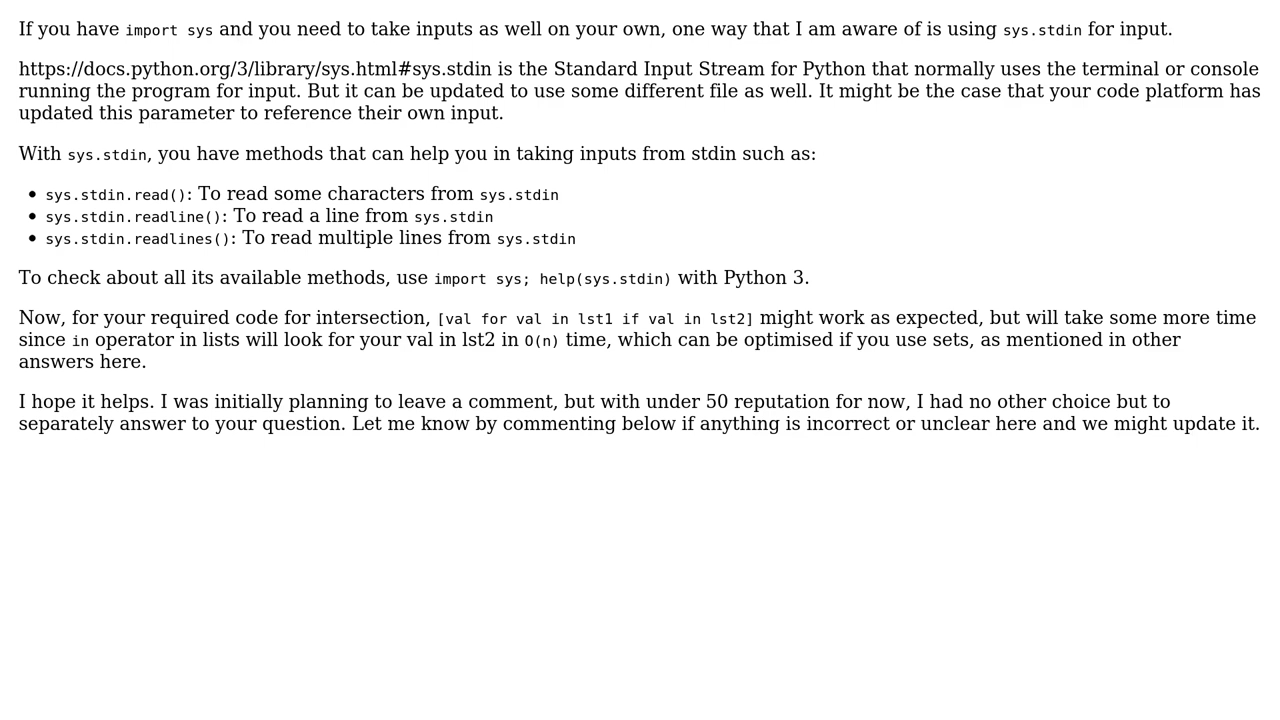 If you have import sys and you need to take inputs as well on your own, one way that I am aware of is using sys.stdin for input.
https://docs.python.org/3/library/sys.html#sys.stdin is the Standard Input Stream for Python that normally uses the terminal or console
running the program for input. But it can be updated to use some different file as well. It might be the case that your code platform has
updated this parameter to reference their own input.
With sys.stdin, you have methods that can help you in taking inputs from stdin such as:
• sys.stdin.read(): To read some characters from sys.stdin
• sys.stdin.readline(): To read a line from sys.stdin
• sys.stdin.readlines(): To read multiple lines from sys.stdin
To check about all its available methods, use import sys; help(sys.stdin) with Python 3.
Now, for your required code for intersection, [val for val in lst1 if val in lst2] might work as expected, but will take some more time
since in operator in lists will look for your val in lst2 in O(n) time, which can be optimised if you use sets, as mentioned in other
answers here.
I hope it helps. I was initially planning to leave a comment, but with under 50 reputation for now, I had no other choice but to
separately answer to your question. Let me know by commenting below if anything is incorrect or unclear here and we might update it.